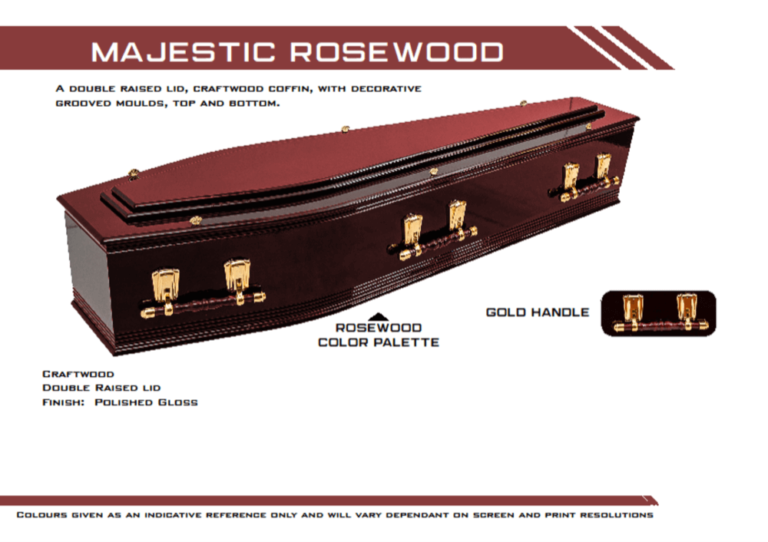 MAJESTIC ROSEWOOD
A DOUBLE RAISED LID, CRAFTWOOD COFFIN, WITH DECORATIVE
GROOVED MOULDS, TOP AND BOTTOM.
GOLD HANDLE
ROSEWOOD
COLOR PALETTE
CRAFTWOOD
DOUBLE RAISED LID
FINISH: POLISHED GLOSS
COLOURS GIVEN AS AN INDICATIVE REFERENCE ONLY AND WILL VARY DEPENDANT ON SCREEN AND PRINT RESOLUTIONS